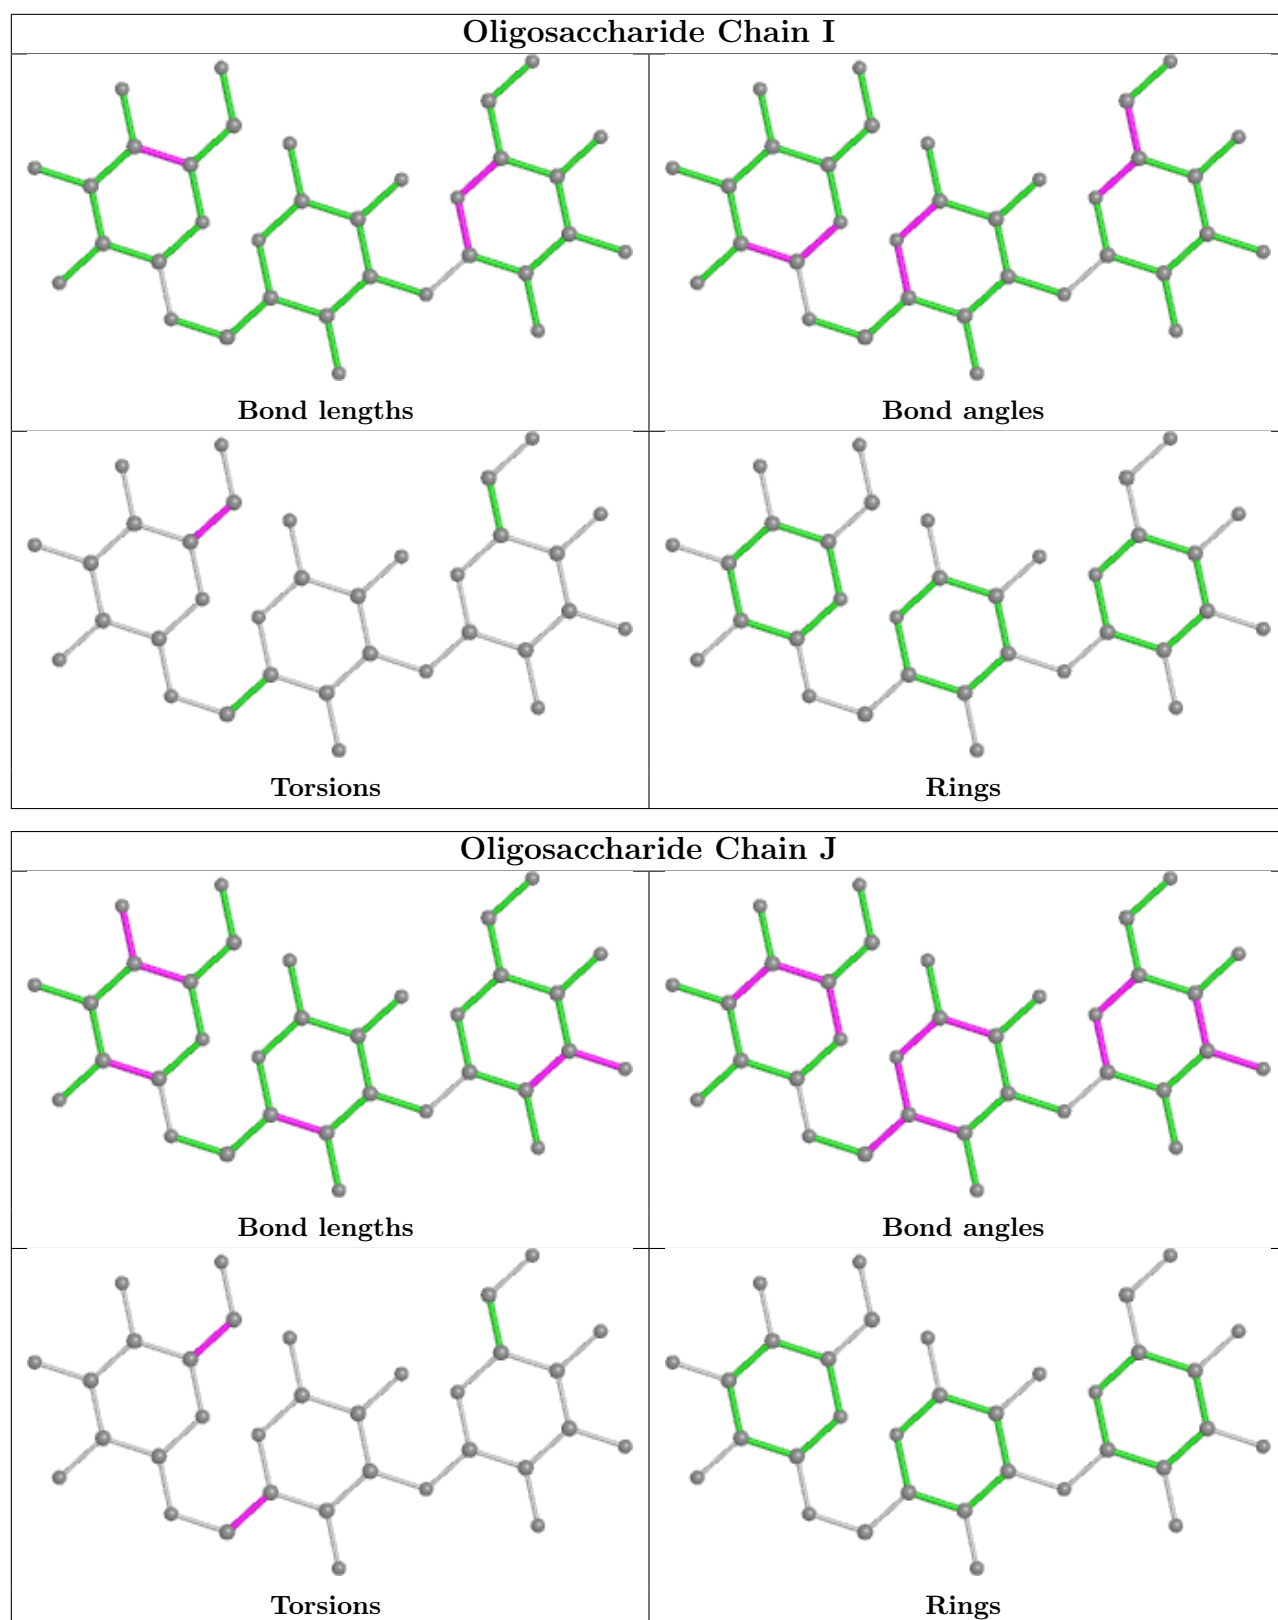 Oligosaccharide Chain I
Bond lengths
Bond angles
Torsions
Rings
Oligosaccharide Chain J
Bond lengths
Bond angles
Torsions
Rings